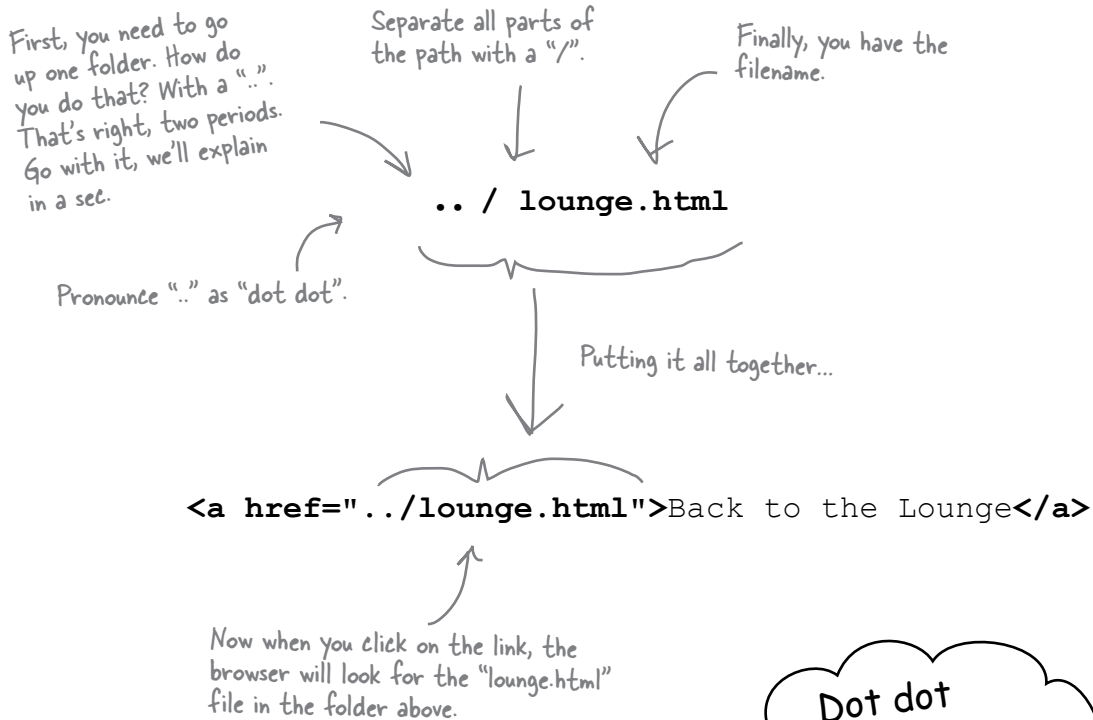 First, you need to go
up one folder. How do
you do that? With a “..”.
That’s right, two periods.
Go with it, we’ll explain
in a sec.
Separate all parts of
the path with a “/”.
Finally, you have the
filename.
.. / lounge.html
Pronounce “..” as “dot dot”.
Putting it all together...
<a href="../lounge.html">Back to the Lounge</a>
Now when you click on the link, the
browser will look for the “lounge.html”
file in the folder above.
Dot dot